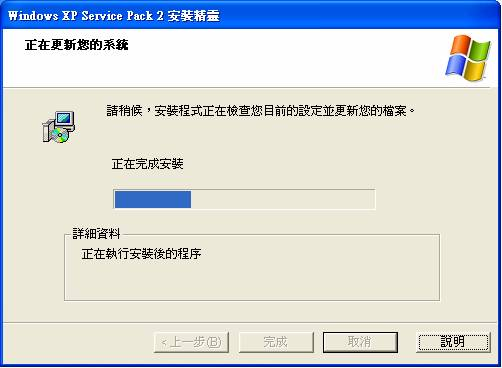 Windows XP Service Pack 2 安裝精靈
正在更新您的系統
請稍候，安裝程式正在檢查您目前的設定並更新您的檔案。
正在完成安裝
詳細資料
正在執行安裝後的程序
<上一步(B) 完成 取消 說明